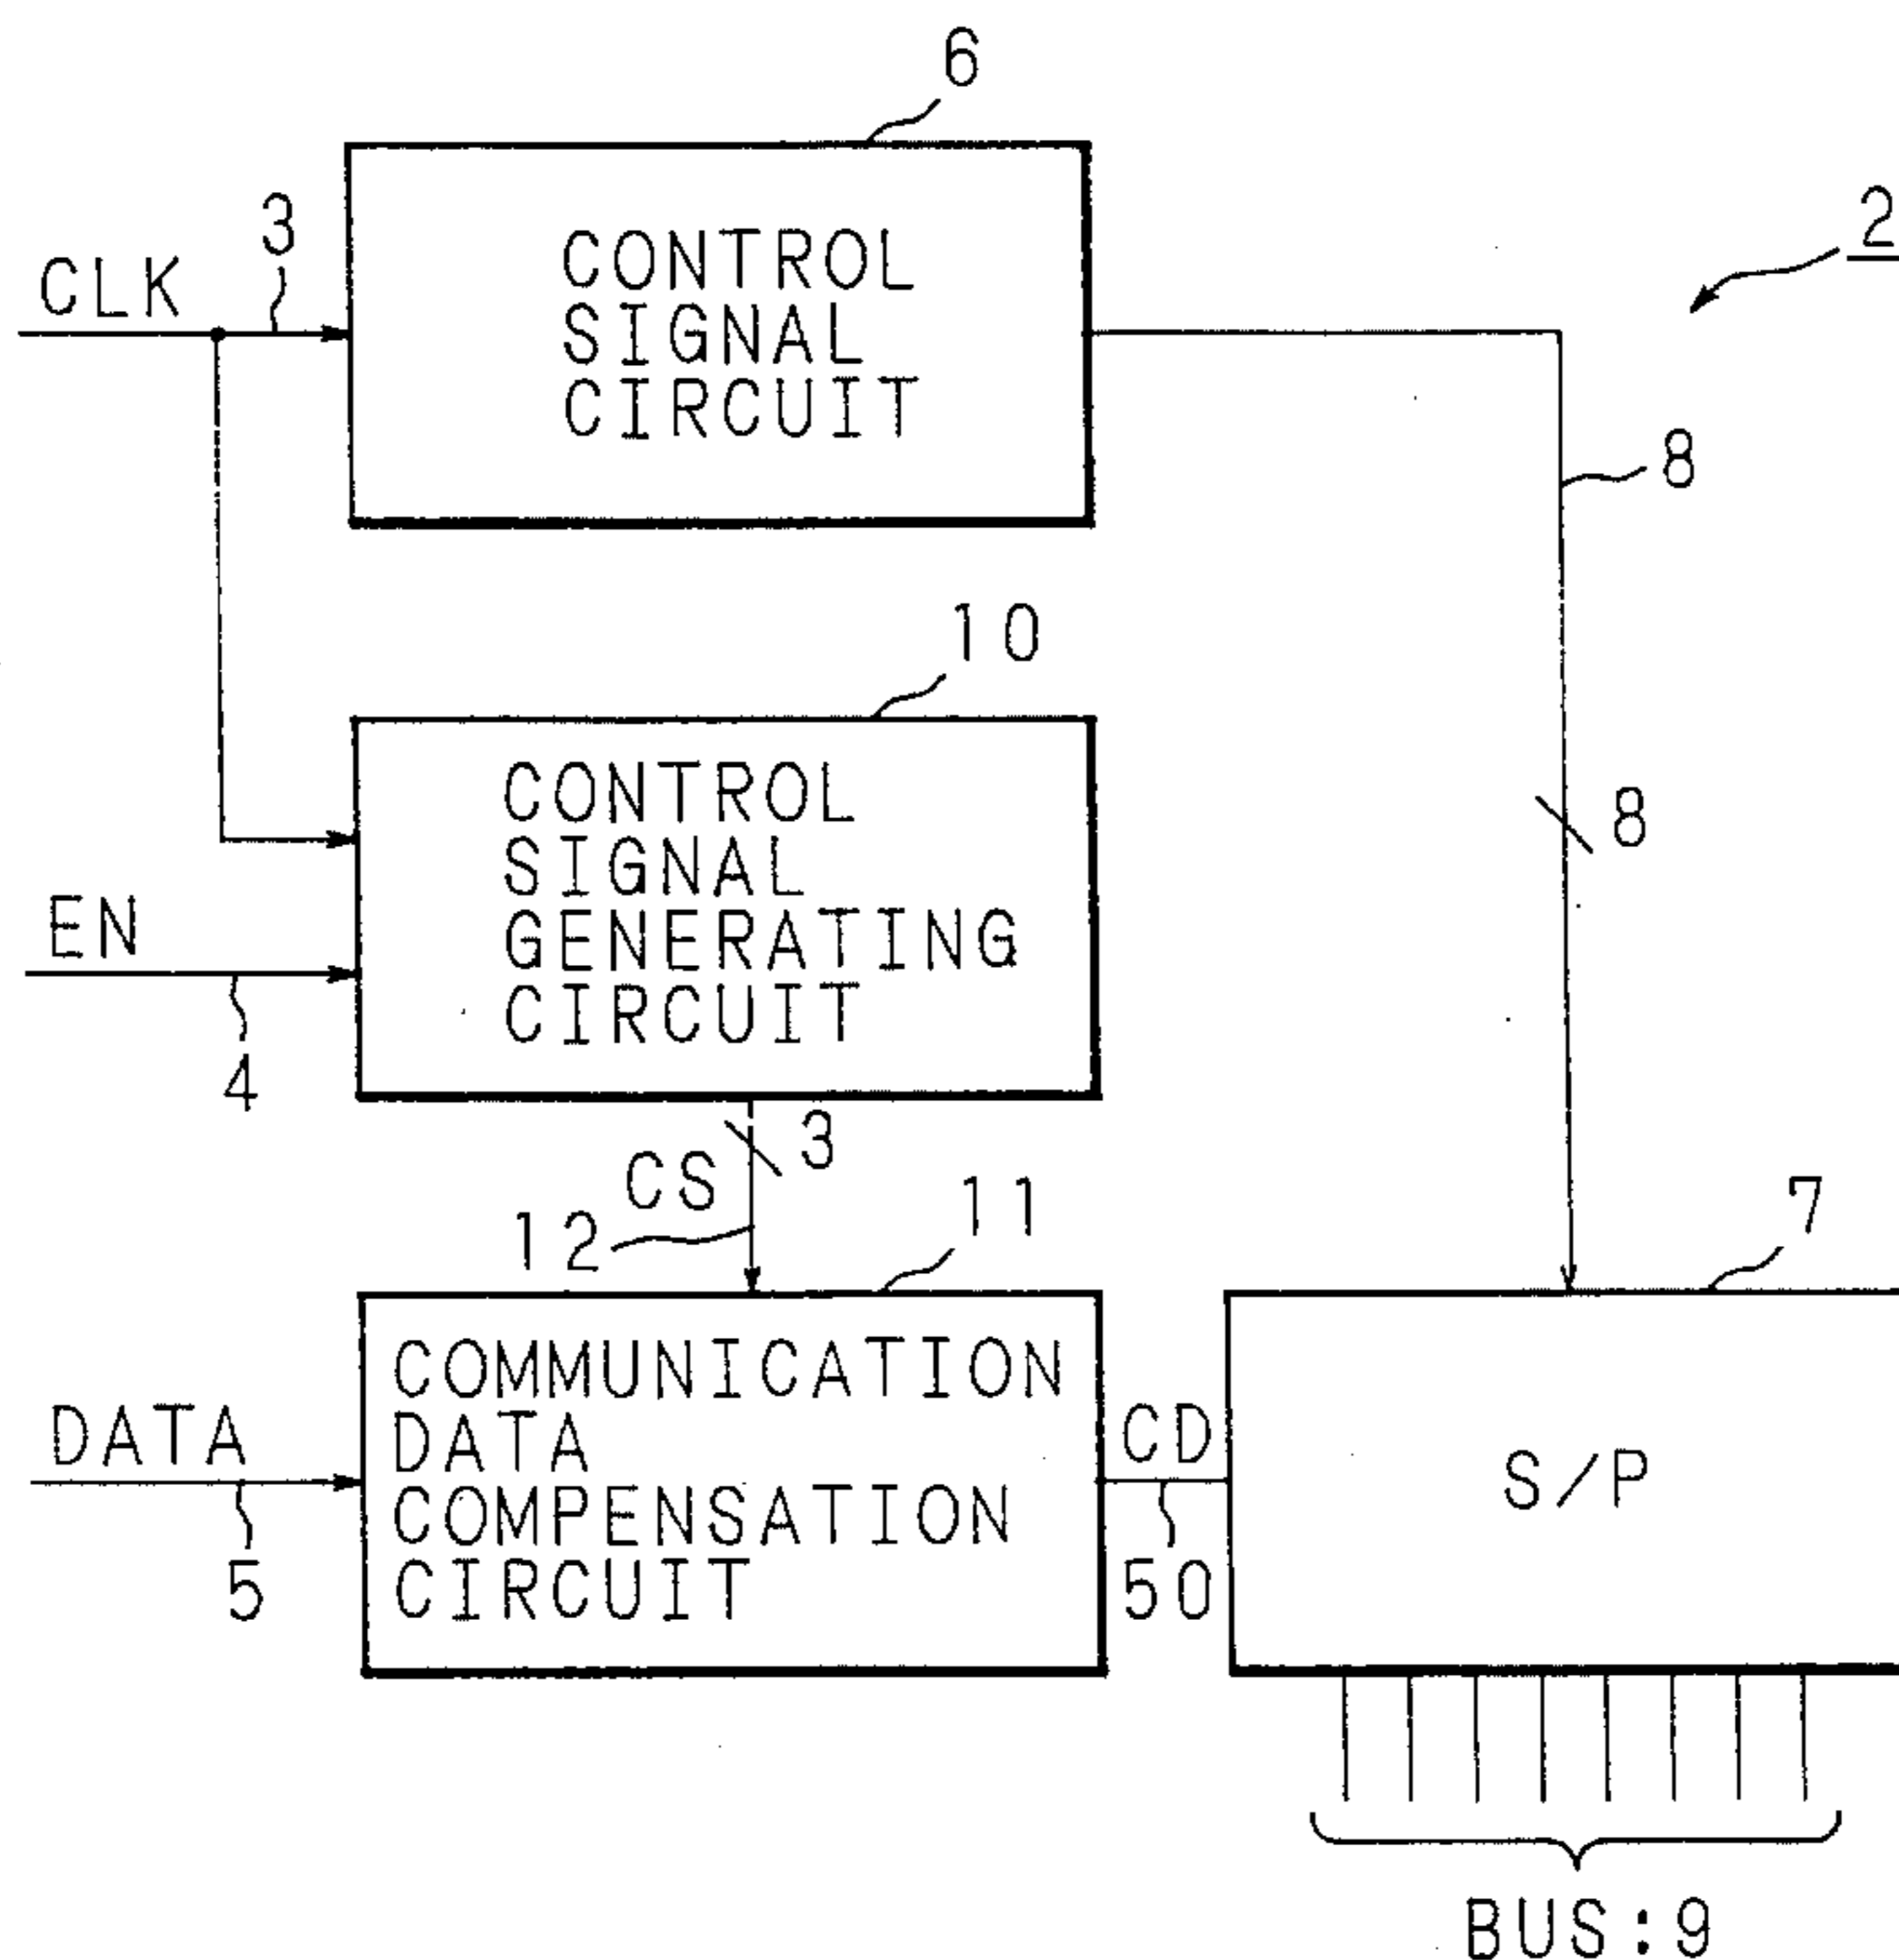 6
2
3
CLK
CONTROL
SIGNAL
CIRCUIT
8
10
8
CONTROL
SIGNAL
GENERATING
CIRCUIT
EN
4
3
CS
12
11
7
COMMUNICATION
DATA
COMPENSATION
CIRCUIT
DATA
5
CD
50
S/P
BUS:9